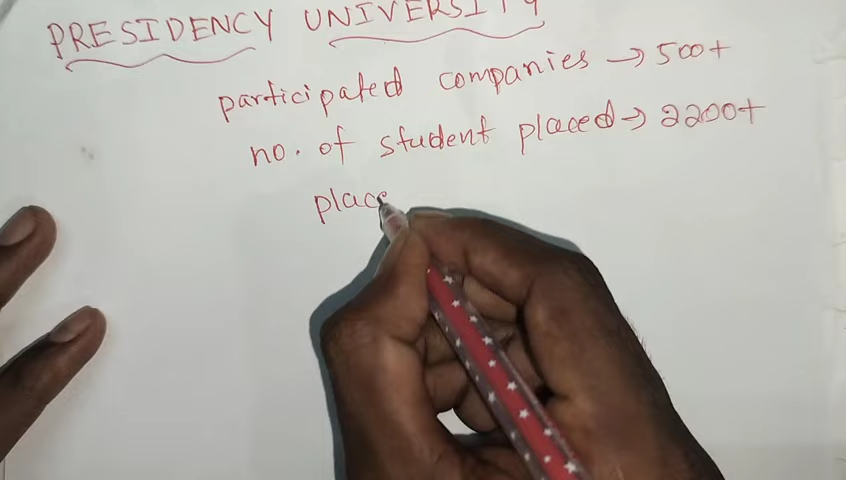 PRESIDENCY UNIVERSITY
participated companies → 500+
no. of student placed → 2200+
place